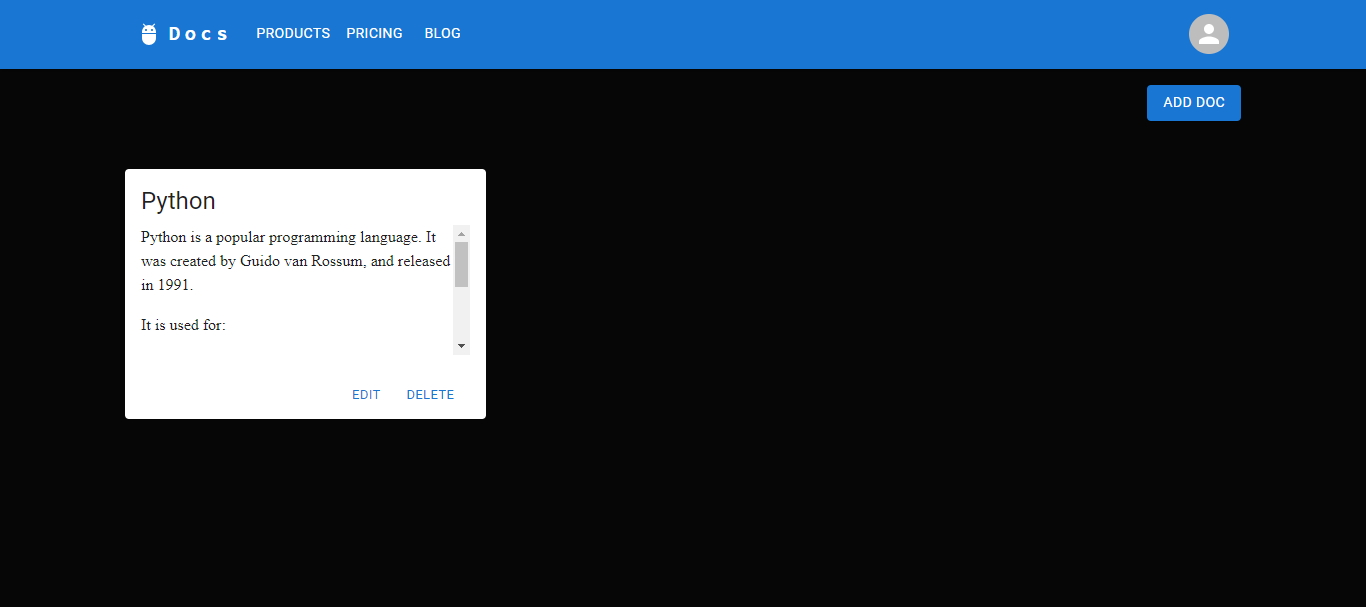 Docs PRODUCTS PRICING BLOG
ADD DOC
Python
Python is a popular programming language. It
was created by Guido van Rossum, and released
in 1991.
It is used for:
EDIT DELETE